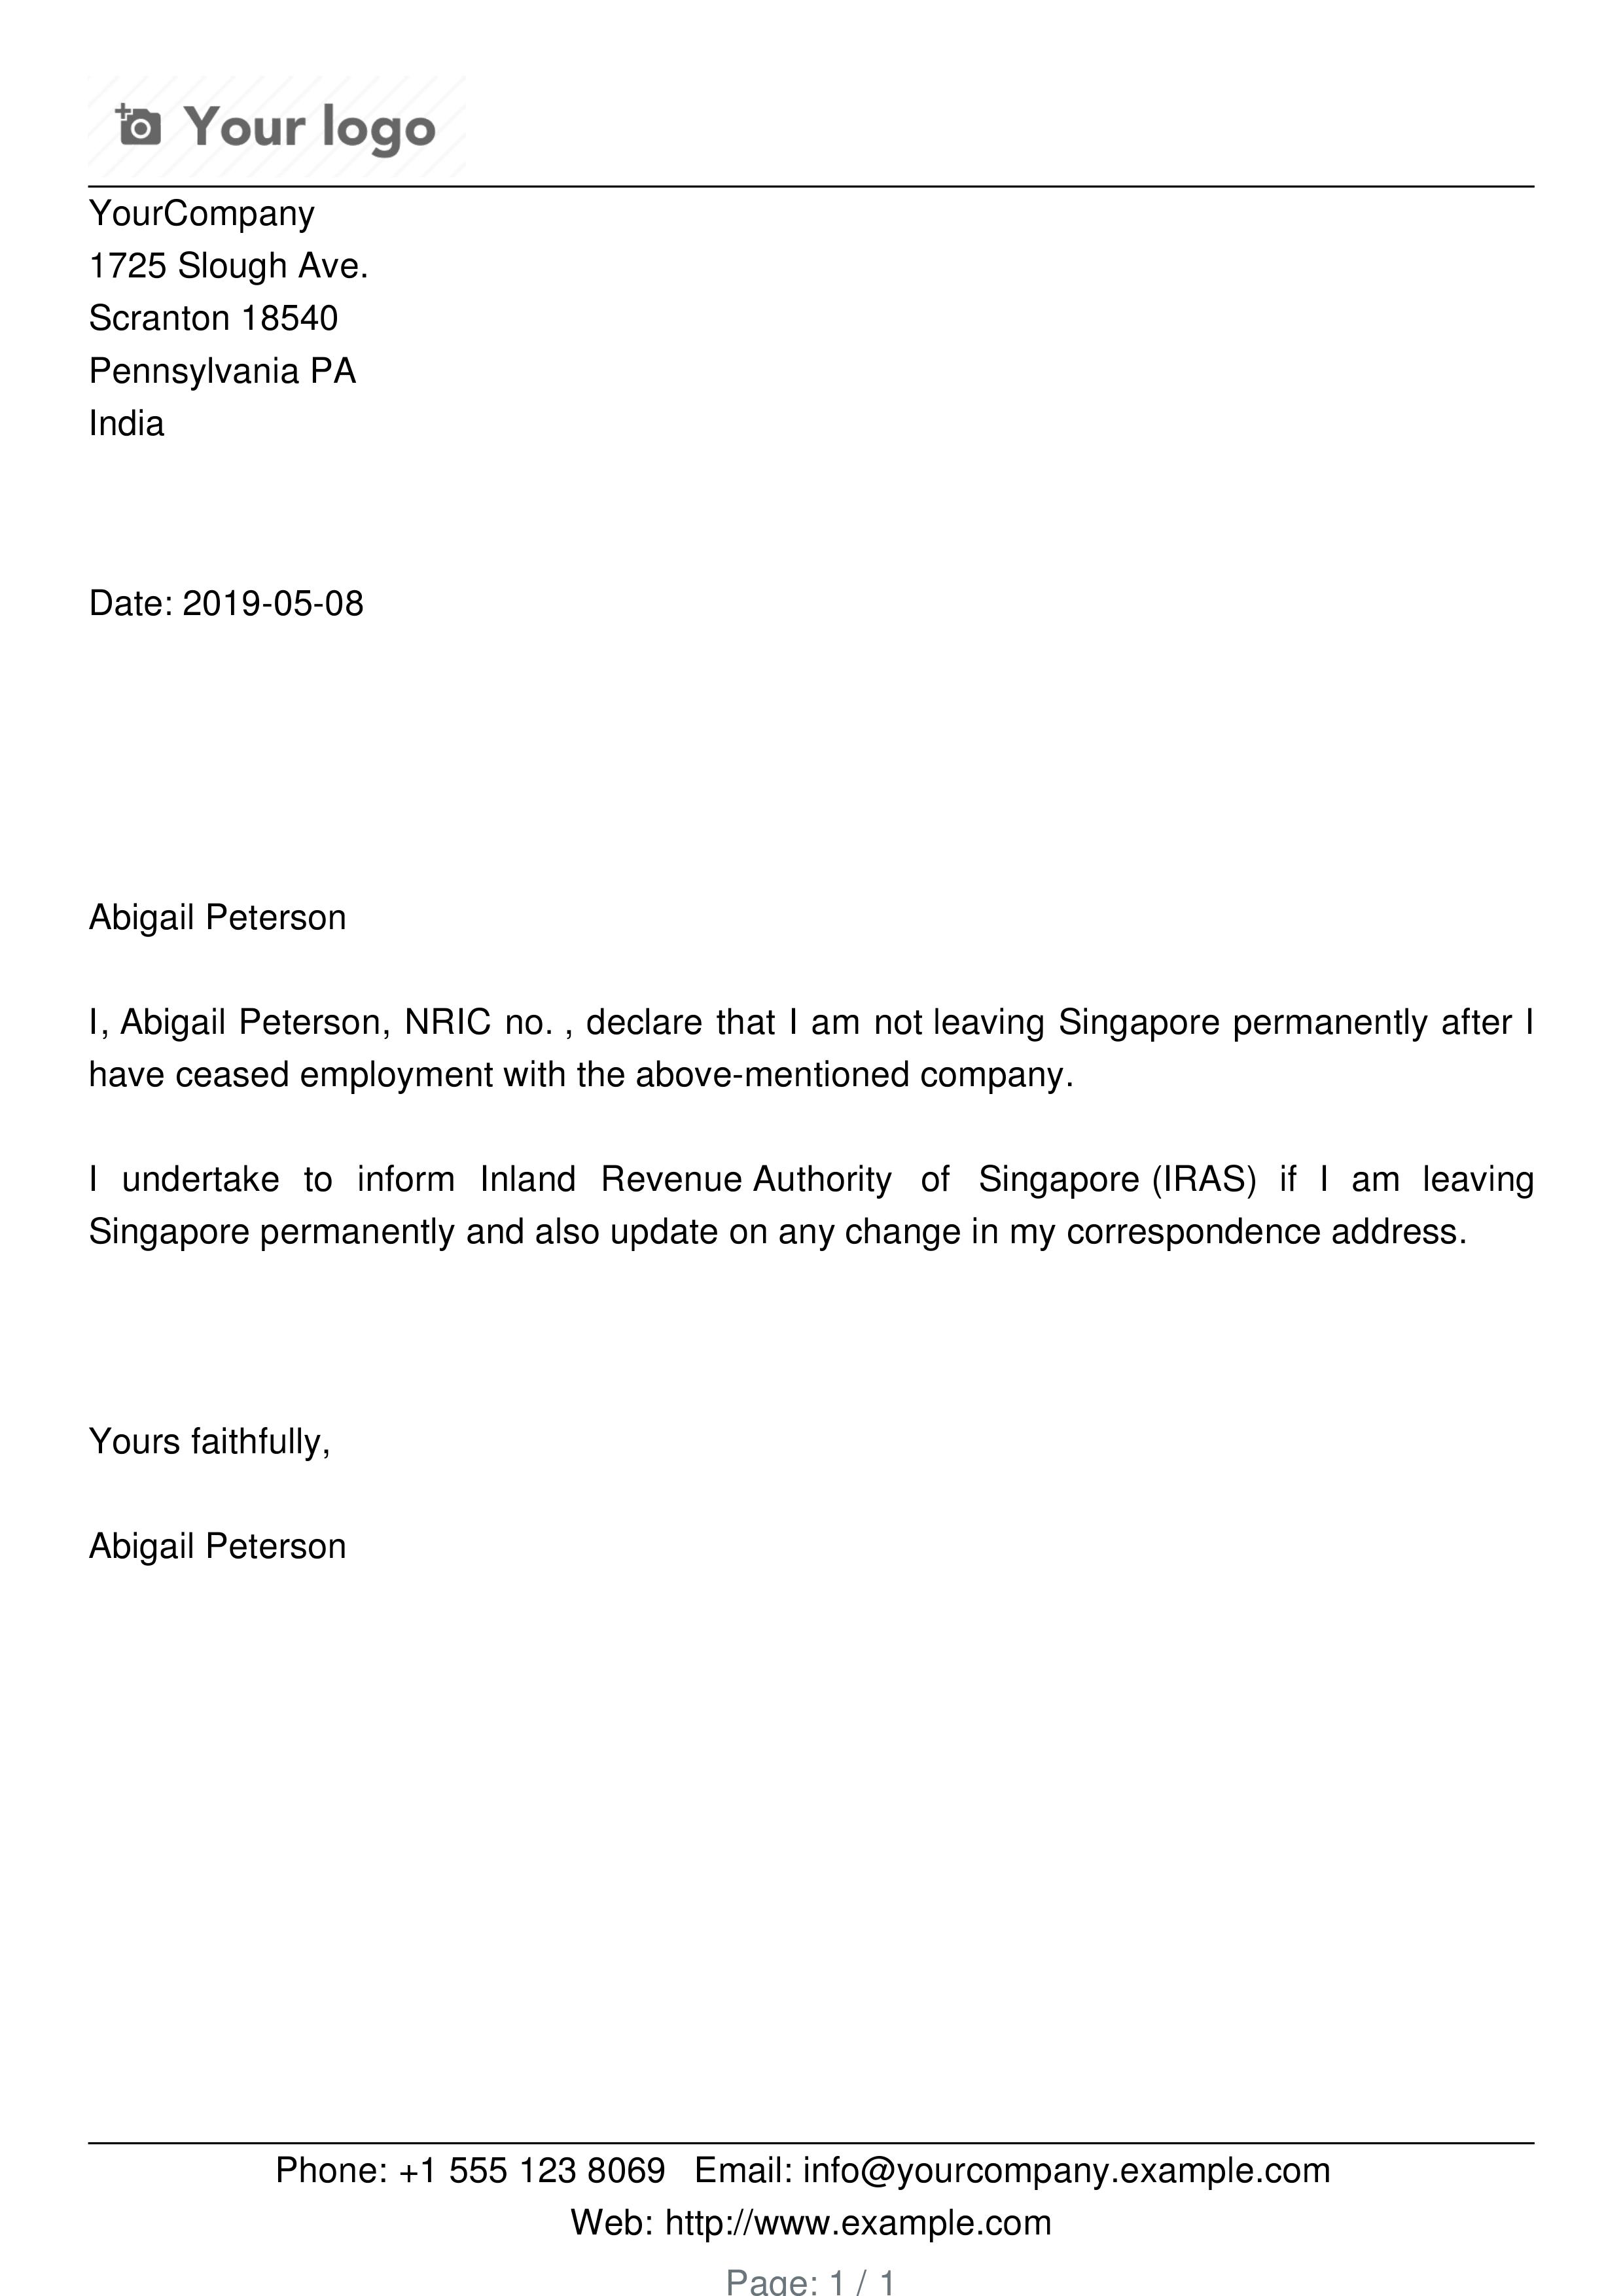 Your logo
YourCompany
1725 Slough Ave.
Scranton 18540
Pennsylvania PA
India
Date: 2019-05-08
Abigail Peterson
I, Abigail Peterson, NRIC no. , declare that I am not leaving Singapore permanently after I
have ceased employment with the above-mentioned company.
I undertake to inform Inland Revenue Authority of Singapore (IRAS) if I am leaving
Singapore permanently and also update on any change in my correspondence address.
Yours faithfully,
Abigail Peterson
Phone: +1 555 123 8069 Email: info@yourcompany.example.com
Web: http://www.example.com
Page: 1 / 1